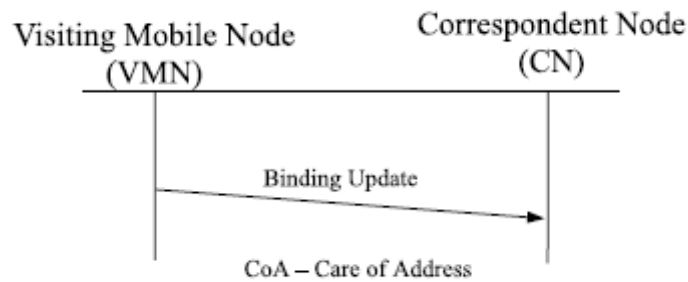 Visiting Mobile Node
(VMN)
Correspondent Node
(CN)
Binding Update
CoA – Care of Address